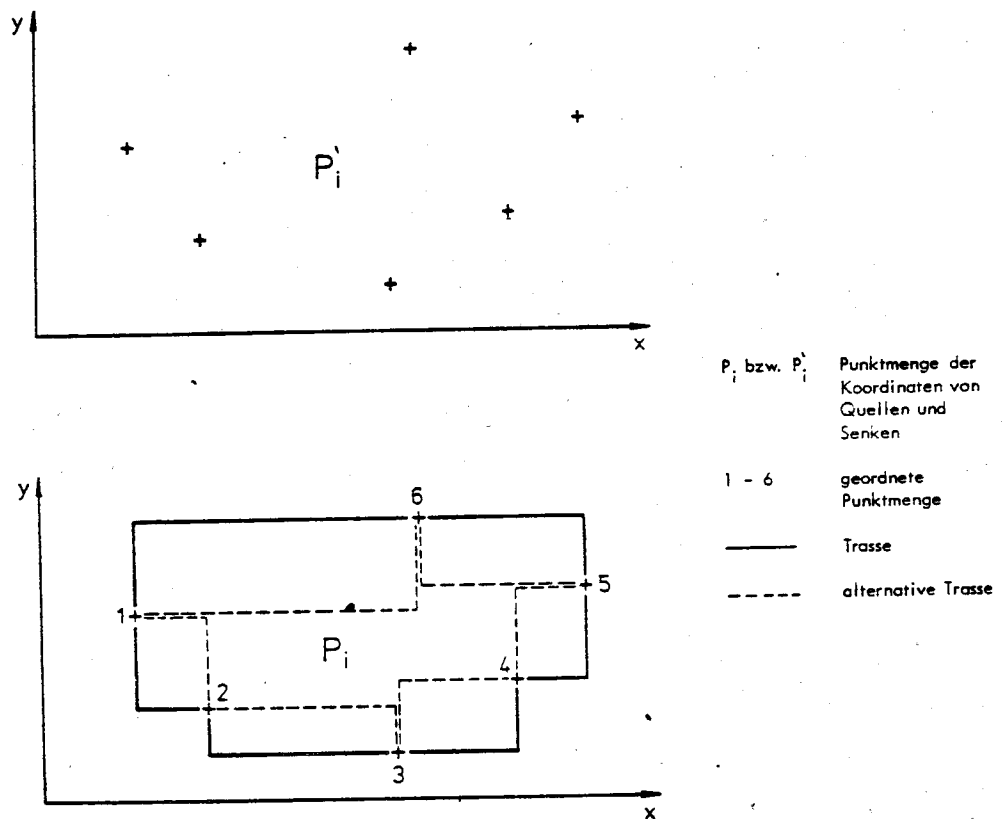 y
P'i
x
Pi bzw. P'i Punktmenge der
Koordinaten von
Quellen und
Senken
1 - 6 geordnete
Punktmenge
Trasse
alternative Trasse
y
6
5
1
Pi
4
2
3
x